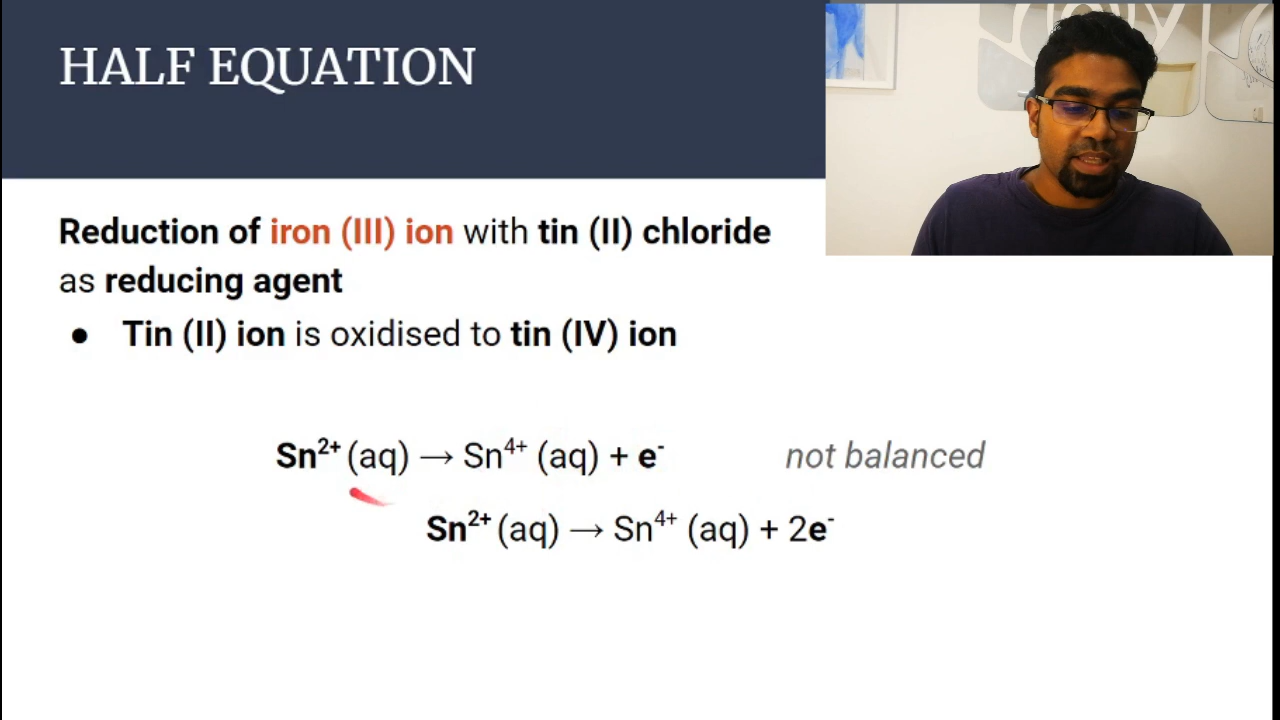 HALF EQUATION
Reduction of iron (III) ion with tin (II) chloride
as reducing agent
● Tin (II) ion is oxidised to tin (IV) ion
Sn²⁺ (aq) → Sn⁴⁺ (aq) + e⁻ not balanced
Sn²⁺ (aq) → Sn⁴⁺ (aq) + 2e⁻